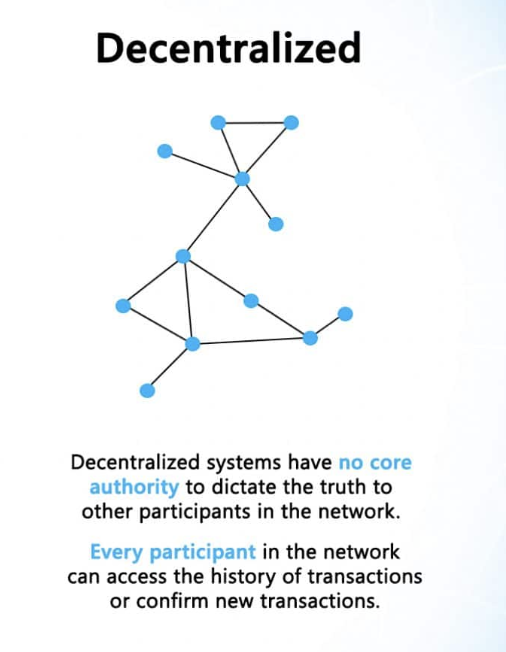 Decentralized
Decentralized systems have no core
authority to dictate the truth to
other participants in the network.
Every participant in the network
can access the history of transactions
or confirm new transactions.